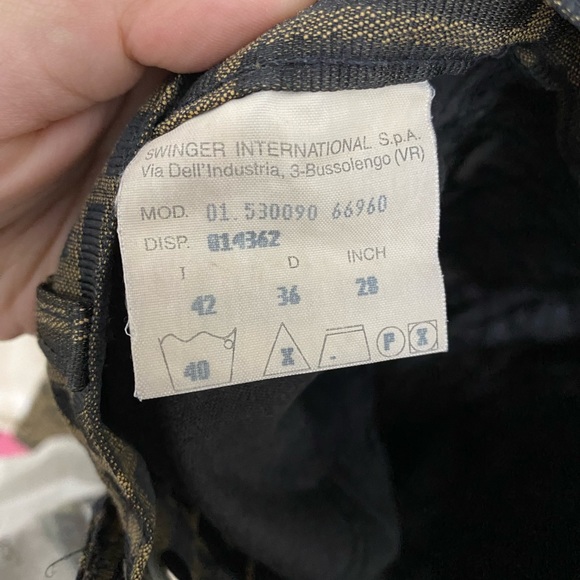 SWINGER INTERNATIONAL S.p.A.
Via Dell'Industria, 3-Bussolengo (VR)
MOD. 01.530090 66960
DISP. 014362
I D INCH
42 36 28
40 X - P X